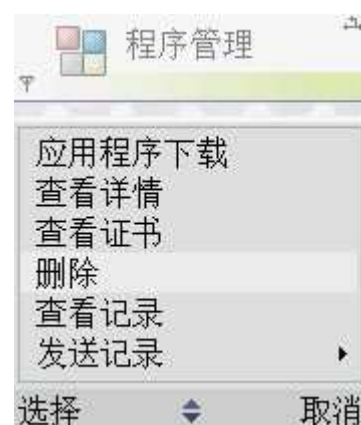 程序管理
应用程序下载
查看详情
查看证书
删除
查看记录
发送记录
选择 取消